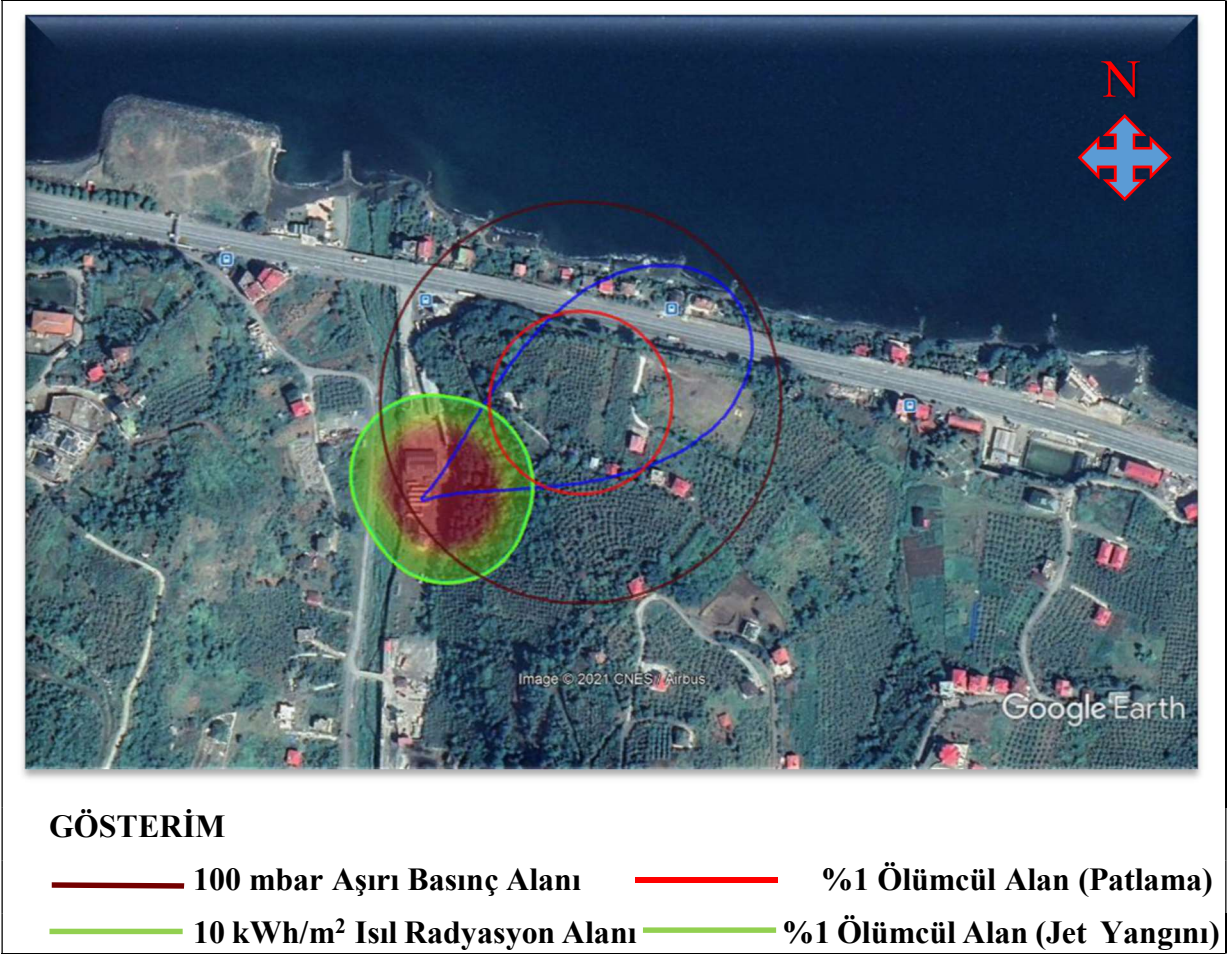 N
Image © 2021 CNES / Airbus
Google Earth
GÖSTERİM
100 mbar Aşırı Basınç Alanı
%1 Ölümcül Alan (Patlama)
10 kWh/m² Isıl Radyasyon Alanı
%1 Ölümcül Alan (Jet Yangını)